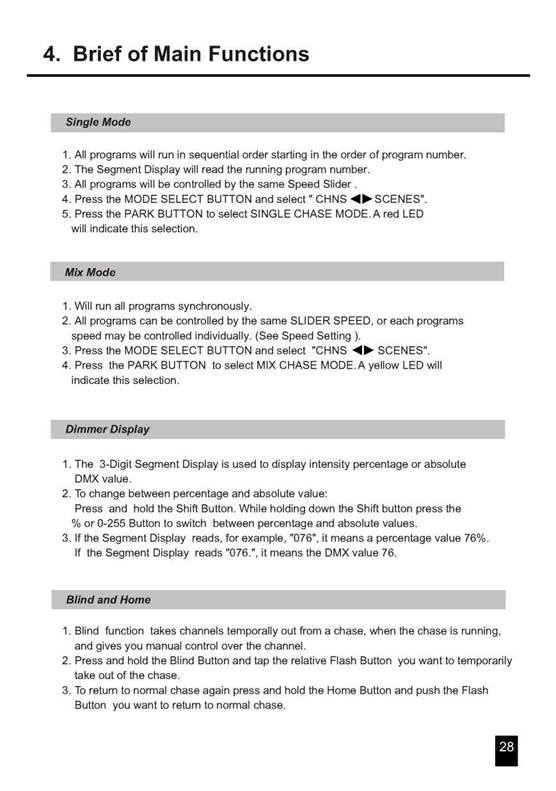 4. Brief of Main Functions
Single Mode
1. All programs will run in sequential order starting in the order of program number.
2. The Segment Display will read the running program number.
3. All programs will be controlled by the same Speed Slider .
4. Press the MODE SELECT BUTTON and select " CHNS ◀▶ SCENES".
5. Press the PARK BUTTON to select SINGLE CHASE MODE. A red LED
will indicate this selection.
Mix Mode
1. Will run all programs synchronously.
2. All programs can be controlled by the same SLIDER SPEED, or each programs
speed may be controlled individually. (See Speed Setting ).
3. Press the MODE SELECT BUTTON and select "CHNS ◀▶ SCENES".
4. Press the PARK BUTTON to select MIX CHASE MODE. A yellow LED will
indicate this selection.
Dimmer Display
1. The 3-Digit Segment Display is used to display intensity percentage or absolute
DMX value.
2. To change between percentage and absolute value:
Press and hold the Shift Button. While holding down the Shift button press the
% or 0-255 Button to switch between percentage and absolute values.
3. If the Segment Display reads, for example, "076", it means a percentage value 76%.
If the Segment Display reads "076.", it means the DMX value 76.
Blind and Home
1. Blind function takes channels temporally out from a chase, when the chase is running,
and gives you manual control over the channel.
2. Press and hold the Blind Button and tap the relative Flash Button you want to temporarily
take out of the chase.
3. To return to normal chase again press and hold the Home Button and push the Flash
Button you want to return to normal chase.
28